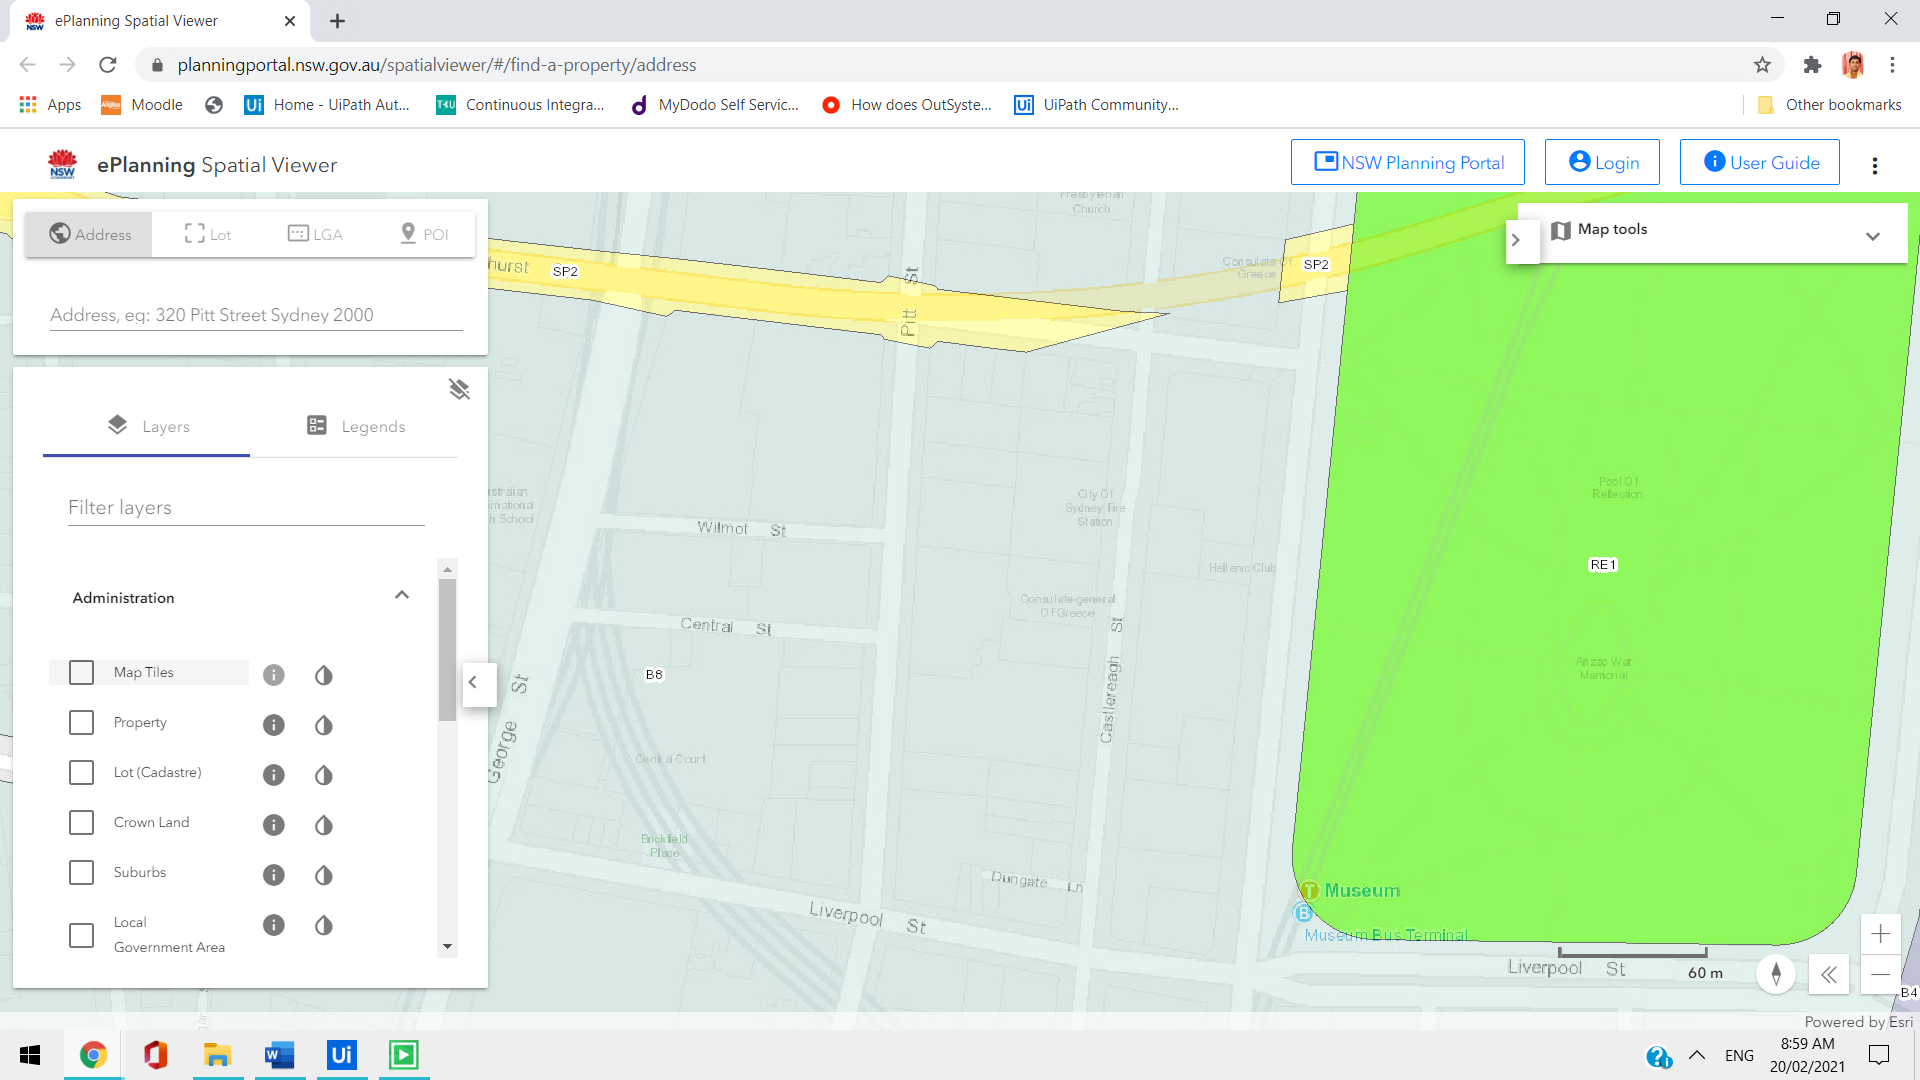 ePlanning Spatial Viewer
planningportal.nsw.gov.au/spatialviewer/#/find-a-property/address
Apps
Moodle
Home - UiPath Aut...
Continuous Integra...
MyDodo Self Servic...
How does OutSyste...
UiPath Community...
Other bookmarks
NSW
ePlanning Spatial Viewer
NSW Planning Portal
Login
User Guide
Address
Lot
LGA
POI
Address, eg: 320 Pitt Street Sydney 2000
Map tools
Layers
Legends
Filter layers
Administration
Map Tiles
Property
Lot (Cadastre)
Crown Land
Suburbs
Local
Government Area
Presbyterian
Church
hurst
SP2
Pitt St
Consulate Of
Greece
SP2
City Of
Sydney Fire
Station
Pool Of
Reflection
Wilmot St
RE1
Hellenic Club
Consulate-general
Of Greece
Central St
Castlereagh St
Anzac War
Memorial
B8
George St
Central Court
Brickfield
Place
Dungate Ln
Liverpool St
T Museum
B
Museum Bus Terminal
Liverpool St
60 m
B4
Powered by Esri
ENG
8:59 AM
20/02/2021